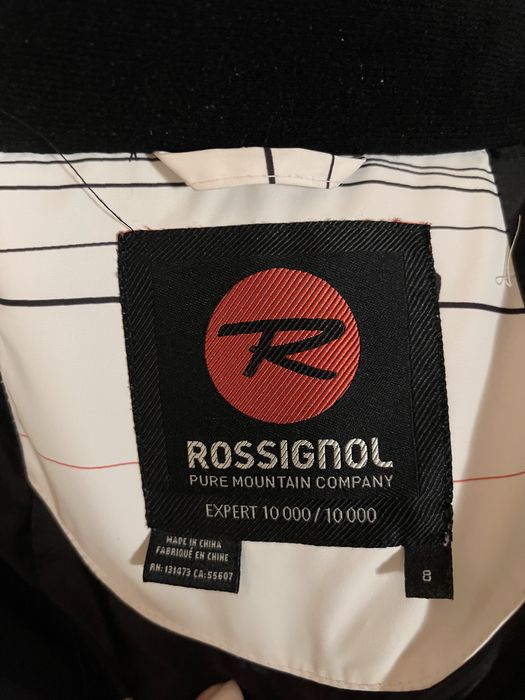 R
ROSSIGNOL
PURE MOUNTAIN COMPANY
EXPERT 10 000 / 10 000
MADE IN CHINA
FABRIQUÉ EN CHINE
RN: 131473 CA:55607
8